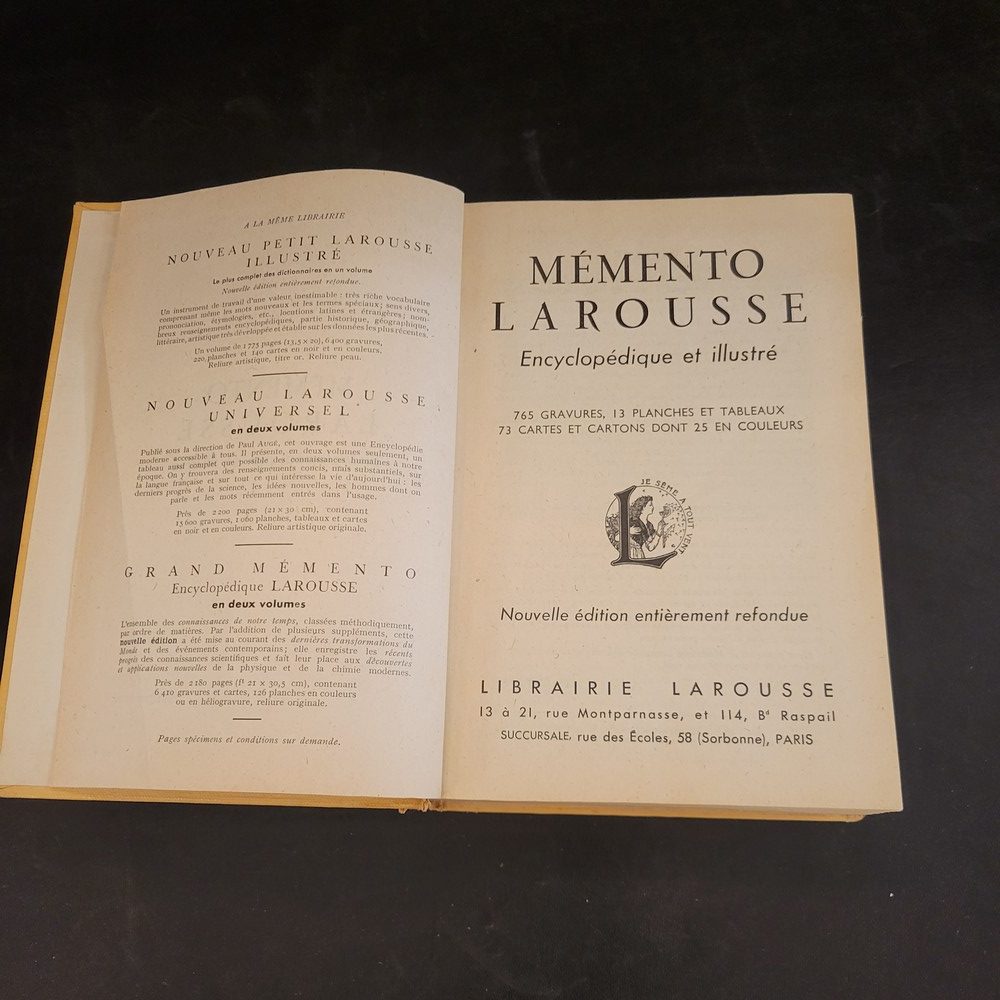 A LA MÊME LIBRAIRIE
NOUVEAU PETIT LAROUSSE
ILLUSTRÉ
Le plus complet des dictionnaires en un volume
Nouvelle édition entièrement refondue.
Un instrument de travail d'une valeur inestimable : très riche vocabulaire
comprenant même les mots nouveaux et les termes spéciaux ; sens divers,
prononciation, étymologies, etc., locutions latines et étrangères ; nom-
breux renseignements encyclopédiques, partie historique, géographique,
littéraire, artistique très développée et établie sur les données les plus récentes.
Un volume de 1 775 pages (13,5 × 20), 6 400 gravures,
220 planches et 140 cartes en noir et en couleurs.
Reliure artistique, titre or. Reliure peau.
NOUVEAU LAROUSSE
UNIVERSEL
en deux volumes
Publié sous la direction de Paul AUGÉ, cet ouvrage est une Encyclopédie
moderne accessible à tous. Il présente, en deux volumes seulement, un
tableau aussi complet que possible des connaissances humaines à notre
époque. On y trouvera des renseignements concis, mais substantiels, sur
la langue française et sur tout ce qui intéresse la vie d'aujourd'hui : les
derniers progrès de la science, les idées nouvelles, les hommes dont on
parle et les mots récemment entrés dans l'usage.
Près de 2 200 pages (21 × 30 cm), contenant
15 600 gravures, 1 060 planches, tableaux et cartes
en noir et en couleurs. Reliure artistique originale.
GRAND MÉMENTO
Encyclopédique LAROUSSE
en deux volumes
L'ensemble des connaissances de notre temps, classées méthodiquement,
par ordre de matières. Par l'addition de plusieurs suppléments, cette
nouvelle édition a été mise au courant des dernières transformations du
Monde et des événements contemporains ; elle enregistre les récents
progrès des connaissances scientifiques et fait leur place aux découvertes
et applications nouvelles de la physique et de la chimie modernes.
Près de 2 180 pages (ft 21 × 30,5 cm), contenant
6 410 gravures et cartes, 126 planches en couleurs
ou en héliogravure, reliure originale.
Pages spécimens et conditions sur demande.
MÉMENTO
LAROUSSE
Encyclopédique et illustré
765 GRAVURES, 13 PLANCHES ET TABLEAUX
73 CARTES ET CARTONS DONT 25 EN COULEURS
JE SÈME A TOUT VENT
L
Nouvelle édition entièrement refondue
LIBRAIRIE LAROUSSE
13 à 21, rue Montparnasse, et 114, Bd Raspail
SUCCURSALE, rue des Écoles, 58 (Sorbonne), PARIS